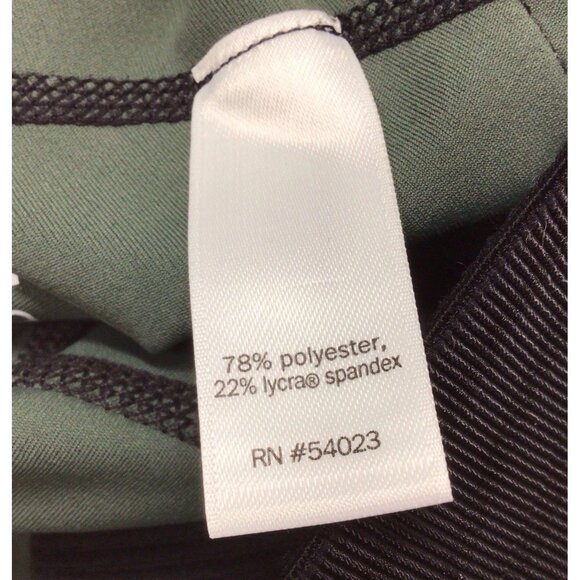 78% polyester,
22% lycra® spandex
RN #54023